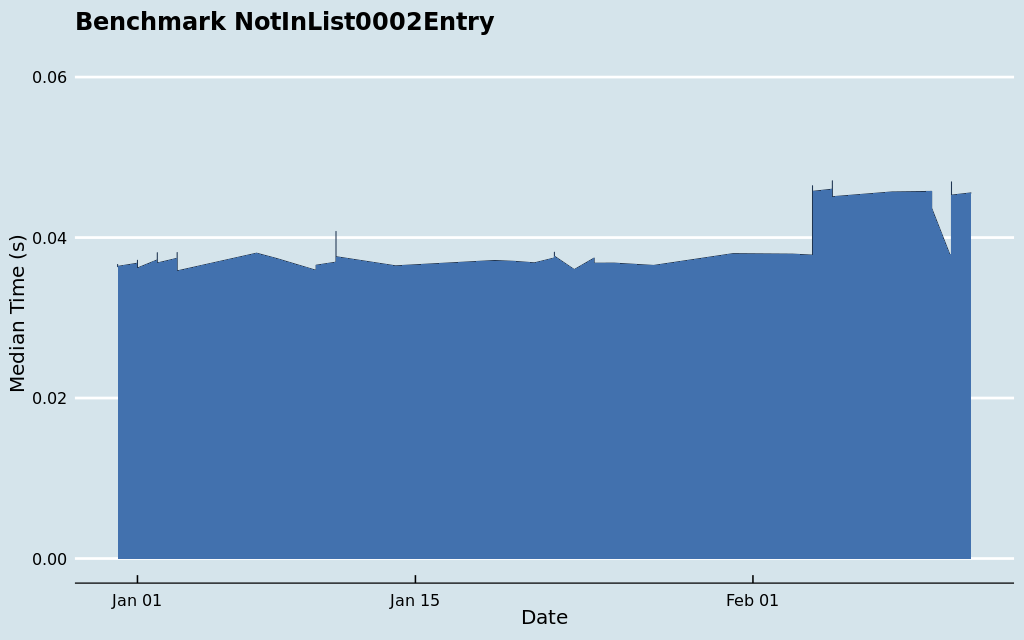 Benchmark NotInList0002Entry
0.06
0.04
0.02
0.00
Median Time (s)
Jan 01
Jan 15
Feb 01
Date